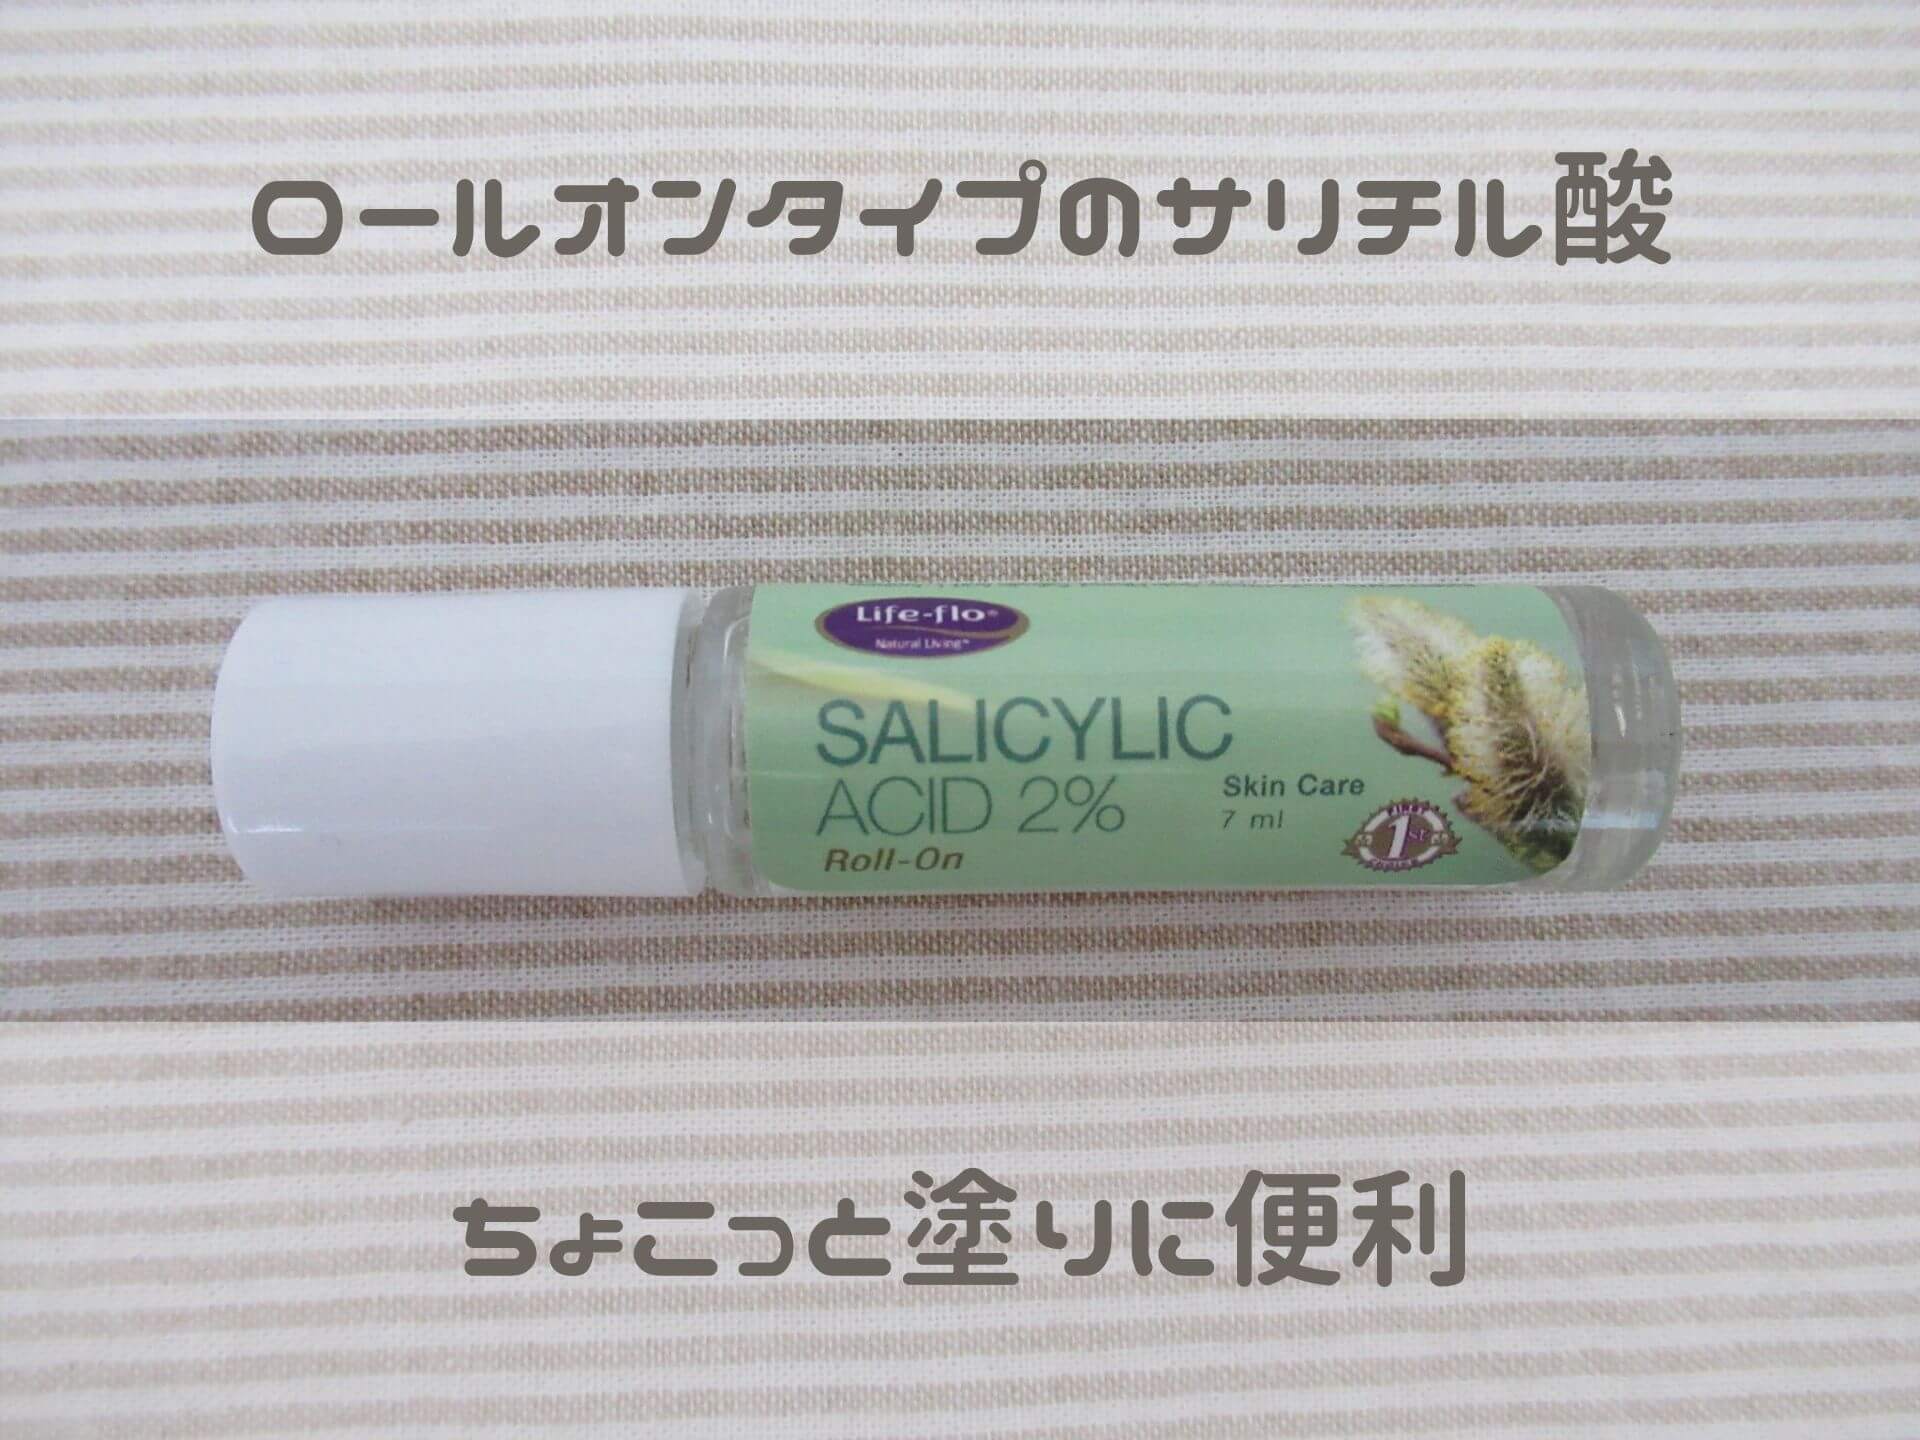 ロールオンタイプのサリチル酸
Life-flo®
Natural Living™
SALICYLIC
ACID 2%
Skin Care
7 ml
Roll-On
1st
ちょこっと塗りに便利